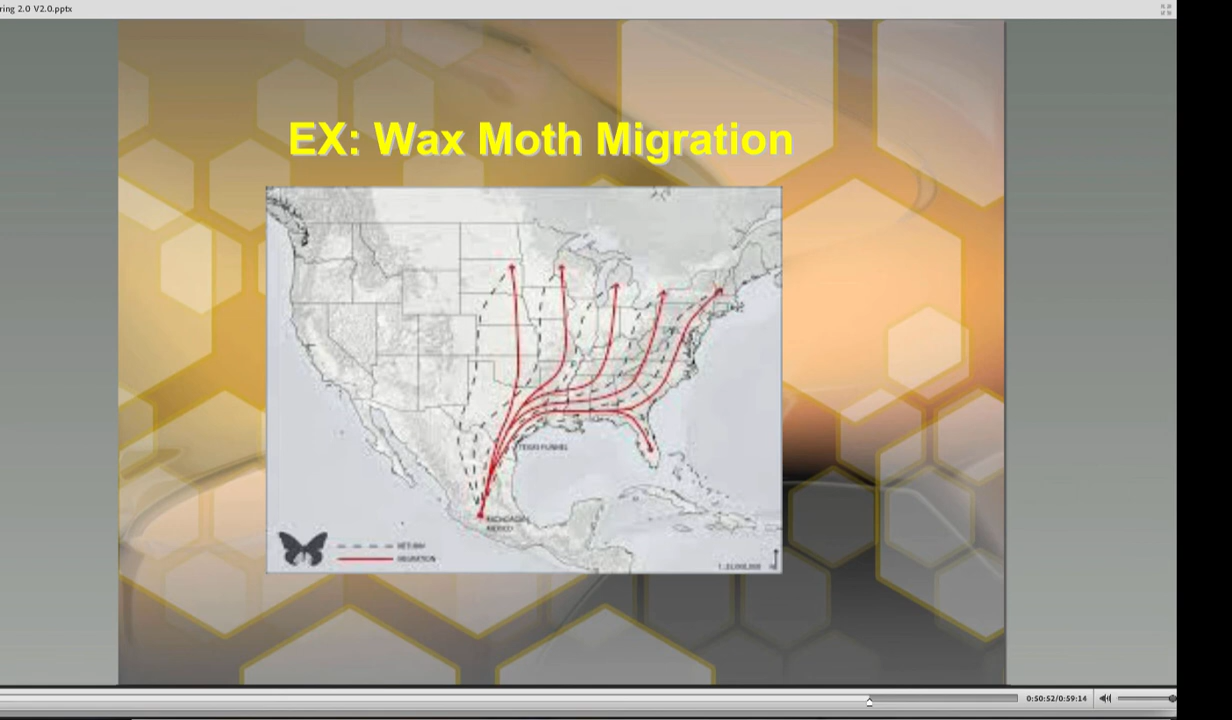 ring 2.0 V2.0.pptx
EX: Wax Moth Migration
TEXAS FUNNEL
MICHOACAN
MEXICO
RETURN
MIGRATION
0:50:52/0:59:14